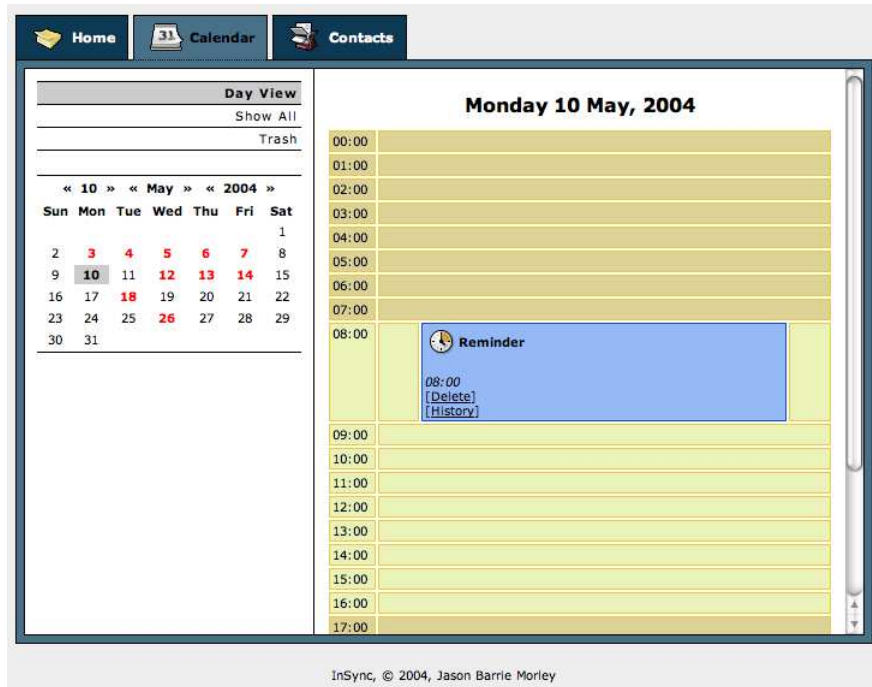 Home 31 Calendar Contacts
Day View
Show All
Trash
« 10 » « May » « 2004 »
Sun Mon Tue Wed Thu Fri Sat
1
2 3 4 5 6 7 8
9 10 11 12 13 14 15
16 17 18 19 20 21 22
23 24 25 26 27 28 29
30 31
Monday 10 May, 2004
00:00
01:00
02:00
03:00
04:00
05:00
06:00
07:00
08:00
Reminder
08:00
[Delete]
[History]
09:00
10:00
11:00
12:00
13:00
14:00
15:00
16:00
17:00
InSync, © 2004, Jason Barrie Morley